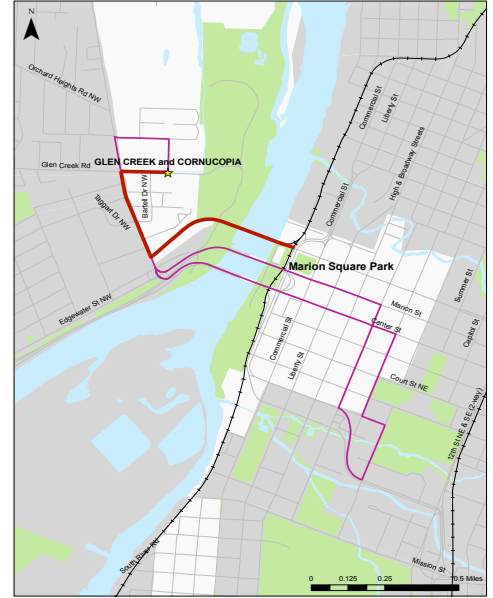 N
Orchard Heights Rd NW
Commercial St
Liberty St
High & Broadway Streets
GLEN CREEK and CORNUCOPIA
Glen Creek Rd
Bartell Dr NW
Taggart Dr NW
Commercial St
Marion Square Park
Summer St
Capitol St
Edgewater St NW
Marion St
Center St
Commercial St
Liberty St
Court St NE
12th St NE & SE (2-way)
South River Rd
Mission St
0 0.125 0.25 0.5 Miles